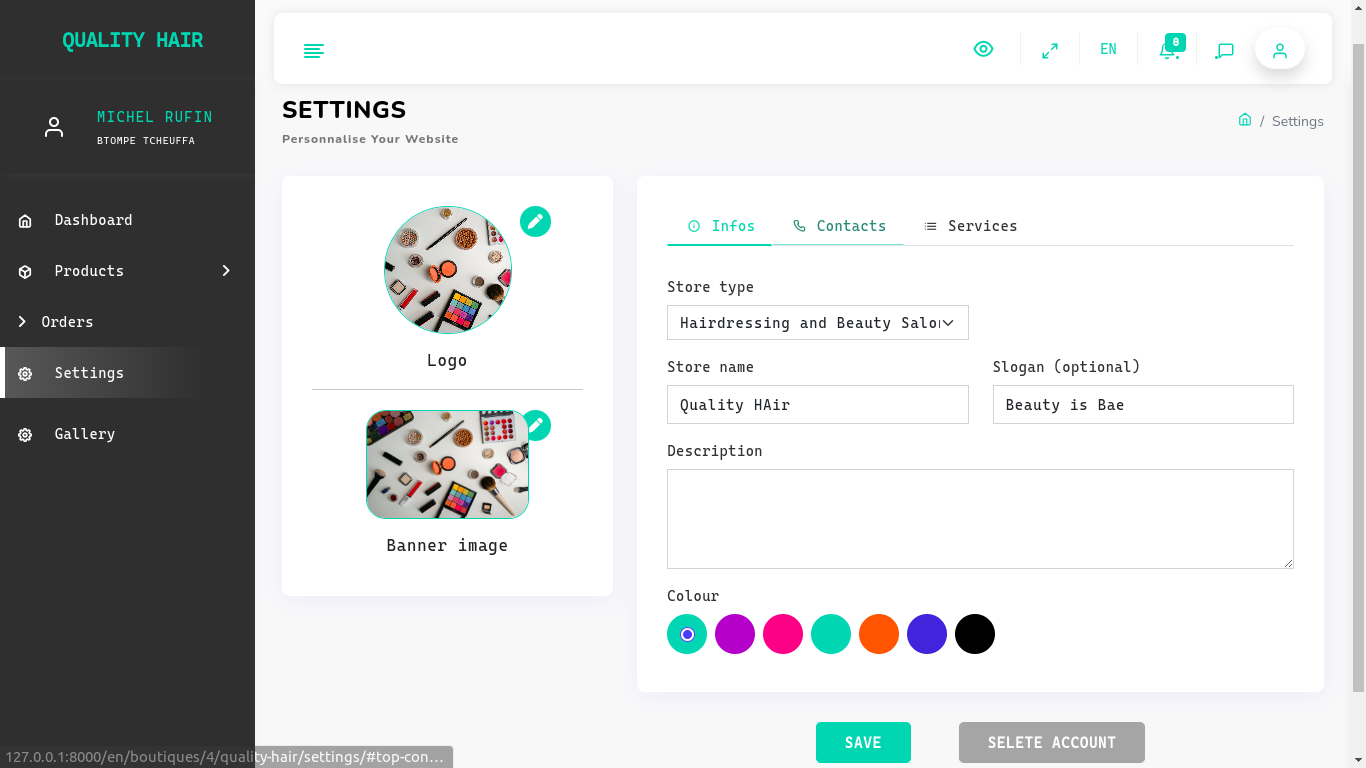 QUALITY HAIR
MICHEL RUFIN
BTOMPE TCHEUFFA
Dashboard
Products
Orders
Settings
Gallery
EN
0
SETTINGS
Personnalise Your Website
/ Settings
Logo
Banner image
Infos
Contacts
Services
Store type
Hairdressing and Beauty Salo
Store name
Slogan (optional)
Quality HAir
Beauty is Bae
Description
Colour
SAVE
SELETE ACCOUNT
127.0.0.1:8000/en/boutiques/4/quality-hair/settings/#top-con…